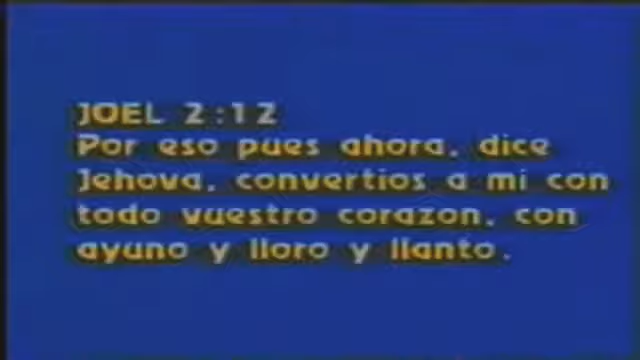 JOEL 2:12
Por eso pues ahora, dice
Jehova, convertios a mi con
todo vuestro corazon, con
ayuno y lloro y llanto.